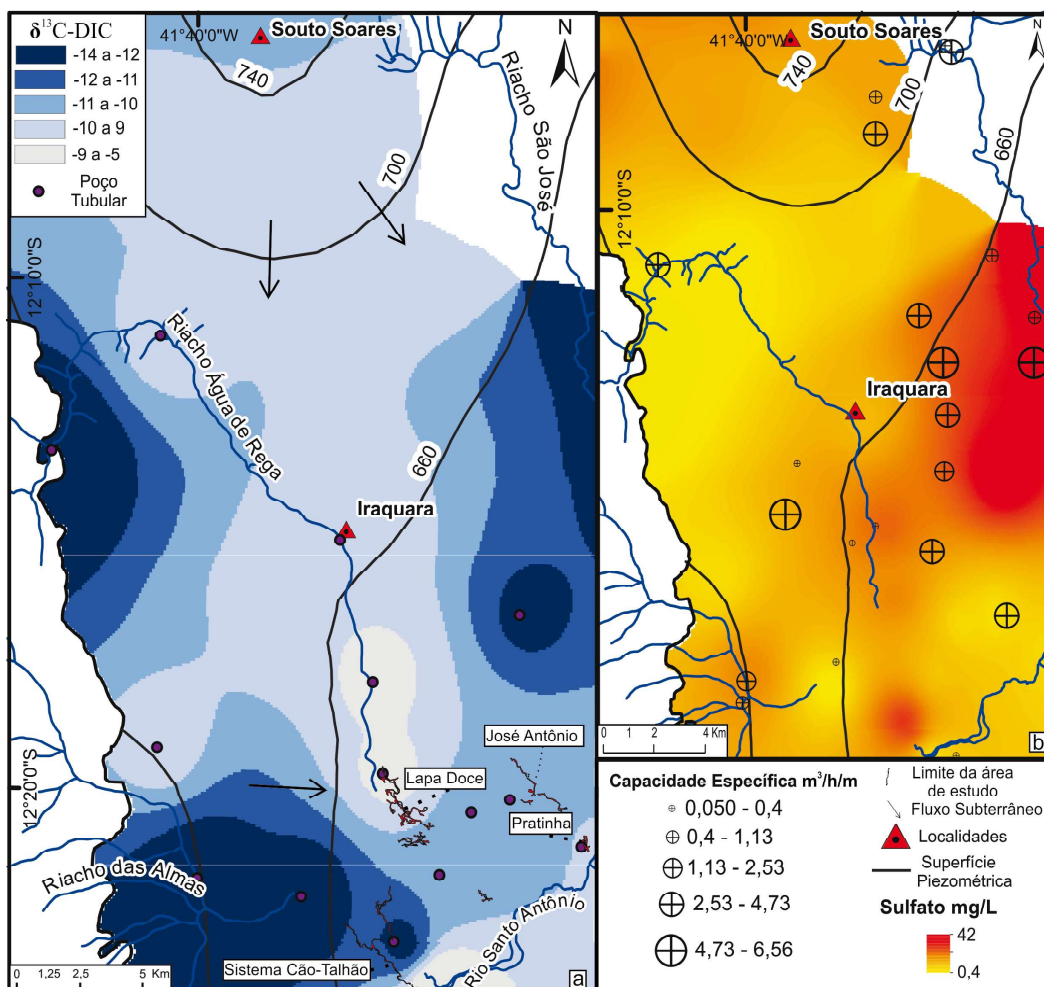 δ¹³C-DIC
-14 a -12
-12 a -11
-11 a -10
-10 a 9
-9 a -5
Poço
Tubular
41°40'0"W
Souto Soares
N
740
700
Riacho São José
12°10'0"S
Riacho Água de Rega
660
Iraquara
José Antônio
Lapa Doce
Pratinha
12°20'0"S
Riacho das Almas
Rio Santo Antônio
Sistema Cão-Talhão
0 1,25 2,5 5 Km
a
41°40'0"W
Souto Soares
N
740
700
660
12°10'0"S
Iraquara
0 1 2 4 Km
b
Capacidade Específica m³/h/m
0,050 - 0,4
0,4 - 1,13
1,13 - 2,53
2,53 - 4,73
4,73 - 6,56
Limite da área
de estudo
Fluxo Subterrâneo
Localidades
Superfície
Piezométrica
Sulfato mg/L
42
0,4